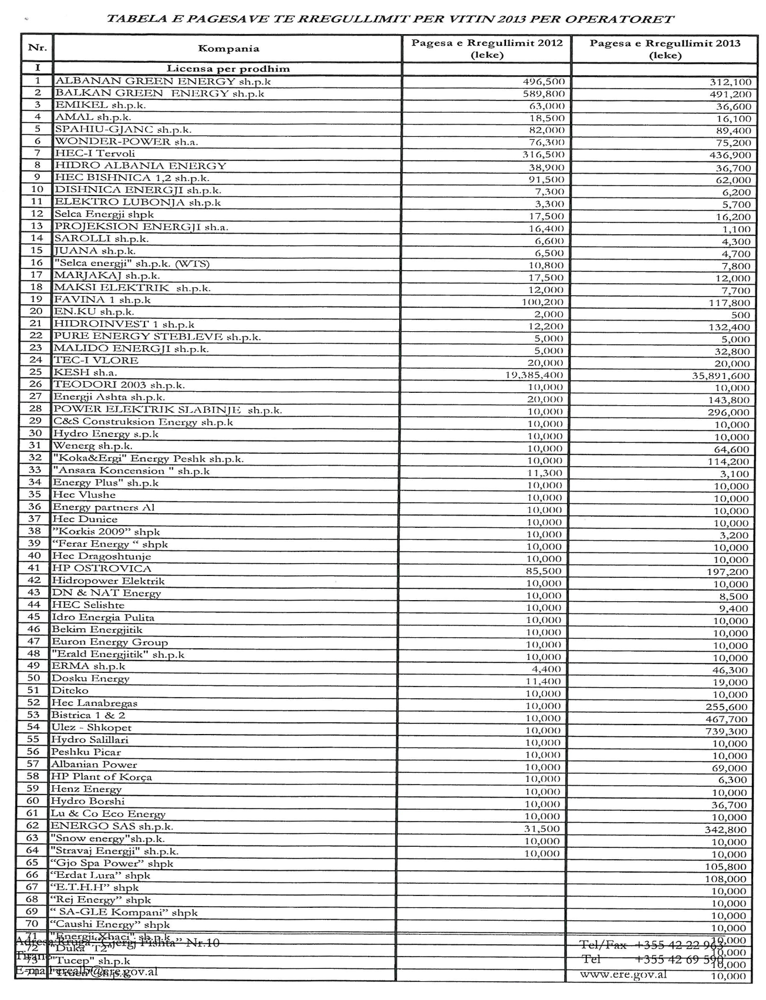 TABELA E PAGESAVE TE RREGULLIMIT PER VITIN 2013 PER OPERATORET
Nr. Kompania Pagesa e Rregullimit 2012 (leke) Pagesa e Rregullimit 2013 (leke)
I Licensa per prodhim
1 ALBANAN GREEN ENERGY sh.p.k 496,500 312,100
2 BALKAN GREEN ENERGY sh.p.k 589,800 491,200
3 EMIKEL sh.p.k. 63,000 36,600
4 AMAL sh.p.k. 18,500 16,100
5 SPAHIU-GJANC sh.p.k. 82,000 89,400
6 WONDER-POWER sh.a. 76,300 75,200
7 HEC-I Tervoli 316,500 436,900
8 HIDRO ALBANIA ENERGY 38,900 36,700
9 HEC BISHNICA 1,2 sh.p.k. 91,500 62,000
10 DISHNICA ENERGJI sh.p.k. 7,300 6,200
11 ELEKTRO LUBONJA sh.p.k 3,300 5,700
12 Selca Energji shpk 17,500 16,200
13 PROJEKSION ENERGJI sh.a. 16,400 1,100
14 SAROLLI sh.p.k. 6,600 4,300
15 JUANA sh.p.k. 6,500 4,700
16 "Selca energji" sh.p.k. (WTS) 10,800 7,800
17 MARJAKAJ sh.p.k. 17,500 12,000
18 MAKSI ELEKTRIK sh.p.k. 12,000 7,700
19 FAVINA 1 sh.p.k 100,200 117,800
20 EN.KU sh.p.k. 2,000 500
21 HIDROINVEST 1 sh.p.k 12,200 132,400
22 PURE ENERGY STEBLEVE sh.p.k. 5,000 5,000
23 MALIDO ENERGJI sh.p.k. 5,000 32,800
24 TEC-I VLORE 20,000 20,000
25 KESH sh.a. 19,385,400 35,891,600
26 TEODORI 2003 sh.p.k. 10,000 10,000
27 Energji Ashta sh.p.k. 20,000 143,800
28 POWER ELEKTRIK SLABINJE sh.p.k. 10,000 296,000
29 C&S Construksion Energy sh.p.k 10,000 10,000
30 Hydro Energy s.p.k 10,000 10,000
31 Wenerg sh.p.k. 10,000 64,600
32 "Koka&Ergi" Energy Peshk sh.p.k. 10,000 114,200
33 "Ansara Koncension " sh.p.k 11,300 3,100
34 Energy Plus" sh.p.k 10,000 10,000
35 Hec Vlushe 10,000 10,000
36 Energy partners Al 10,000 10,000
37 Hec Dunice 10,000 10,000
38 ”Korkis 2009” shpk 10,000 3,200
39 “Ferar Energy “ shpk 10,000 10,000
40 Hec Dragoshtunje 10,000 10,000
41 HP OSTROVICA 85,500 197,200
42 Hidropower Elektrik 10,000 10,000
43 DN & NAT Energy 10,000 8,500
44 HEC Selishte 10,000 9,400
45 Idro Energia Pulita 10,000 10,000
46 Bekim Energjitik 10,000 10,000
47 Euron Energy Group 10,000 10,000
48 "Erald Energjitik" sh.p.k 10,000 10,000
49 ERMA sh.p.k 4,400 46,300
50 Dosku Energy 11,400 19,000
51 Diteko 10,000 10,000
52 Hec Lanabregas 10,000 255,600
53 Bistrica 1 & 2 10,000 467,700
54 Ulez - Shkopet 10,000 739,300
55 Hydro Salillari 10,000 10,000
56 Peshku Picar 10,000 10,000
57 Albanian Power 10,000 69,000
58 HP Plant of Korça 10,000 6,300
59 Henz Energy 10,000 10,000
60 Hydro Borshi 10,000 36,700
61 Lu & Co Eco Energy 10,000 10,000
62 ENERGO SAS sh.p.k. 31,500 342,800
63 "Snow energy"sh.p.k. 10,000 10,000
64 "Stravaj Energji" sh.p.k. 10,000 10,000
65 “Gjo Spa Power” shpk 105,800
66 “Erdat Lura” shpk 108,000
67 “E.T.H.H” shpk 10,000
68 “Rej Energy” shpk 10,000
69 “ SA-GLE Kompani” shpk 10,000
70 “Caushi Energy” shpk 10,000
71 "Energji Xhaci" sh.p.k 10,000
Adresa:Rruga “Gjergj Fishta” Nr.10 Tel/Fax +355 42 22 963
72 "Duka T2" 10,000
Tirane Tel +355 42 69 590
73 "Tucep" sh.p.k 10,000
E-mail erealb@ere.gov.al www.ere.gov.al
sh.p.k 10,000